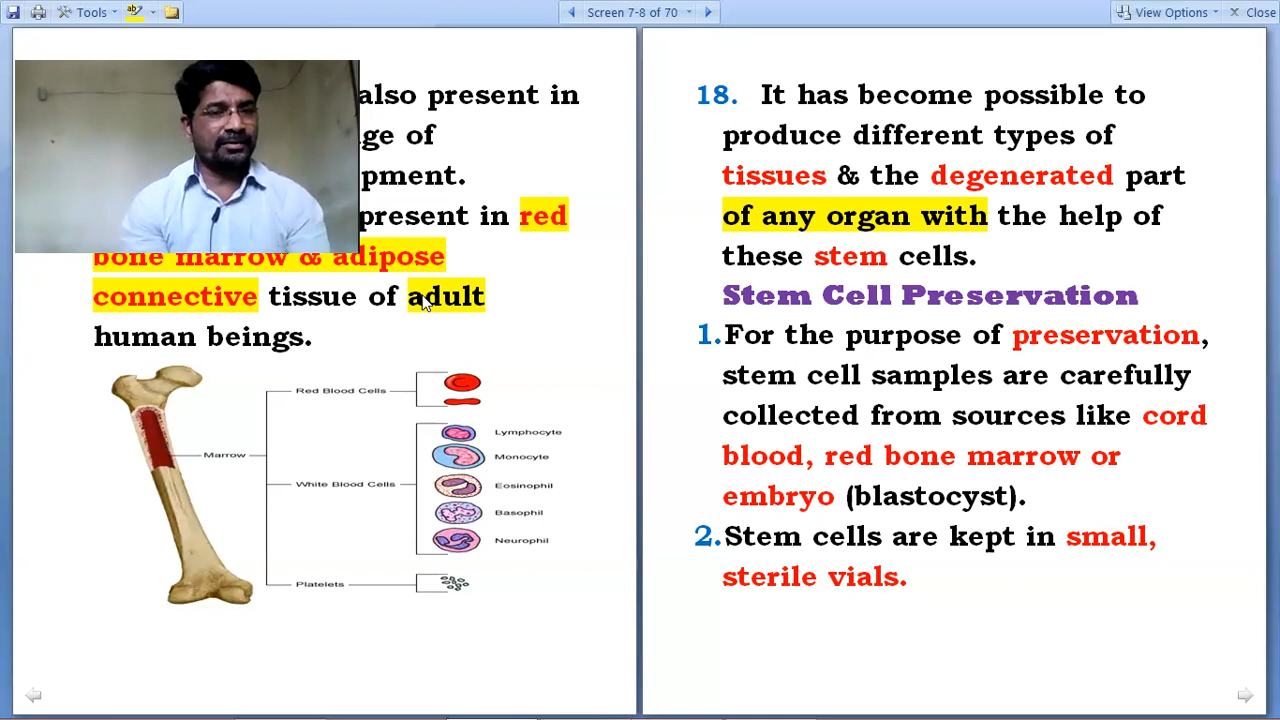 Tools
Screen 7-8 of 70
View Options
Close
also present in
ge of
pment.
present in red
bone marrow & adipose
connective tissue of adult
human beings.
Red Blood Cells
Lymphocyte
Marrow
Monocyte
White Blood Cells
Eosinophil
Basophil
Neurophil
Platelets
18. It has become possible to
produce different types of
tissues & the degenerated part
of any organ with the help of
these stem cells.
Stem Cell Preservation
1.For the purpose of preservation,
stem cell samples are carefully
collected from sources like cord
blood, red bone marrow or
embryo (blastocyst).
2.Stem cells are kept in small,
sterile vials.